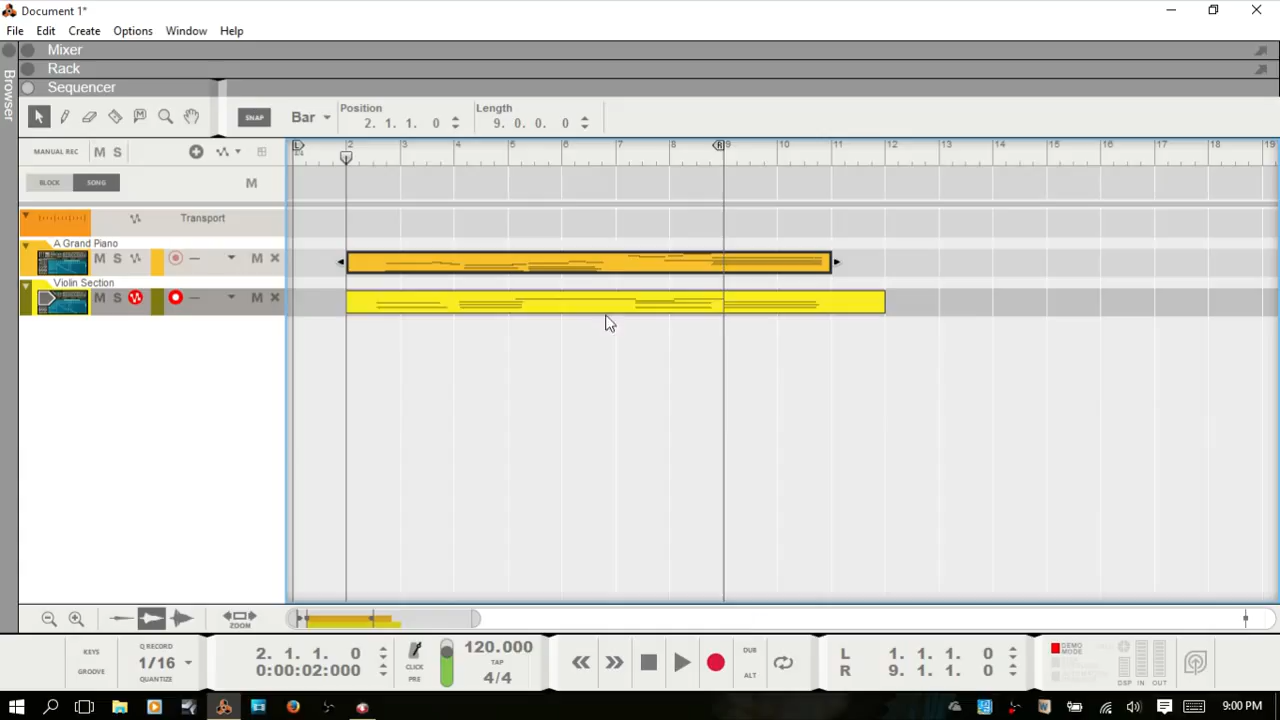 Document 1*
File Edit Create Options Window Help
Mixer
Rack
Sequencer
Browser
SNAP Bar Position 2. 1. 1. 0 Length 9. 0. 0. 0
MANUAL REC M S
L 2 3 4 5 6 7 8 R 9 10 11 12 13 14 15 16 17 18 19
BLOCK SONG M
Transport
A Grand Piano
M S M
Violin Section
M S M
ZOOM
KEYS
GROOVE
Q RECORD
1/16
QUANTIZE
2. 1. 1. 0
0:00:02:000
CLICK
PRE
120.000
TAP
4/4
DUB
ALT
L 1. 1. 1. 0
R 9. 1. 1. 0
DEMO MODE
DSP IN OUT
9:00 PM